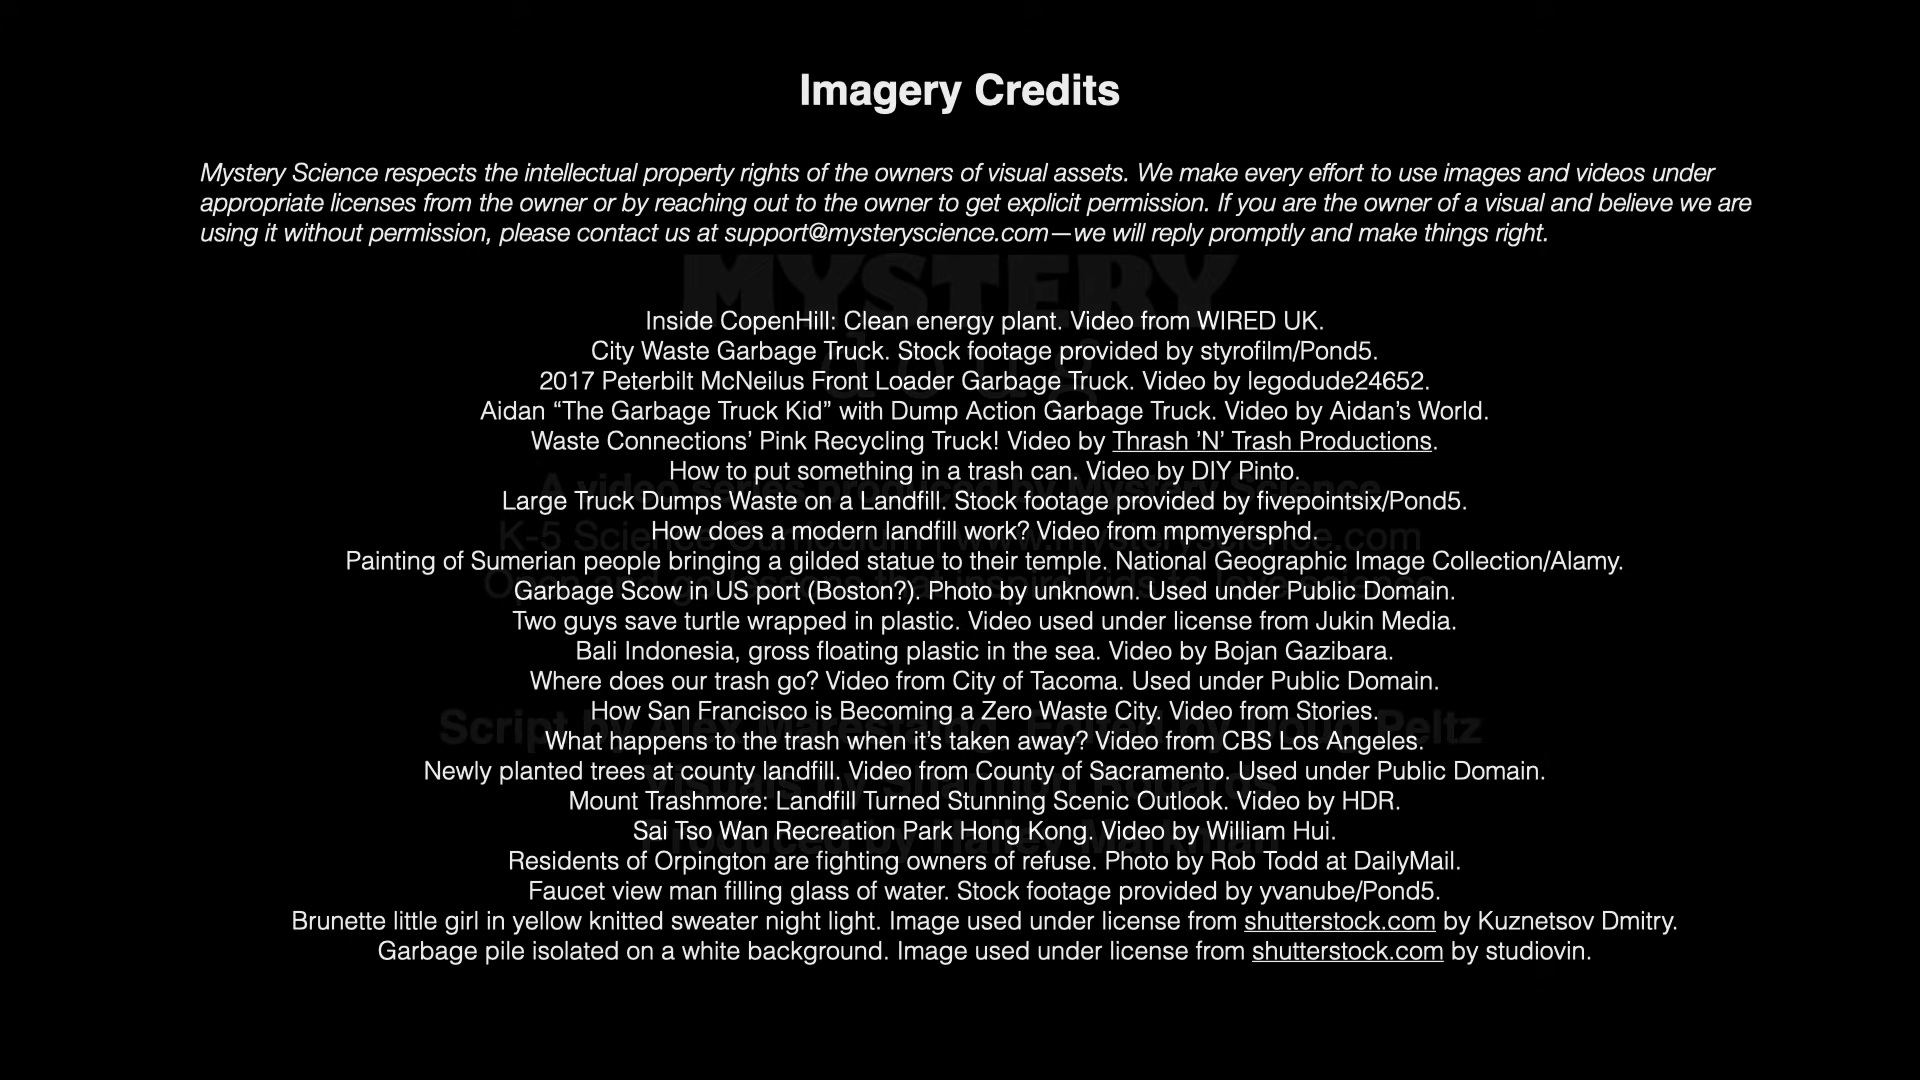 Imagery Credits
Mystery Science respects the intellectual property rights of the owners of visual assets. We make every effort to use images and videos under
appropriate licenses from the owner or by reaching out to the owner to get explicit permission. If you are the owner of a visual and believe we are
using it without permission, please contact us at support@mysteryscience.com—we will reply promptly and make things right.
MYSTERY
doug
Inside CopenHill: Clean energy plant. Video from WIRED UK.
City Waste Garbage Truck. Stock footage provided by styrofilm/Pond5.
2017 Peterbilt McNeilus Front Loader Garbage Truck. Video by legodude24652.
Aidan “The Garbage Truck Kid” with Dump Action Garbage Truck. Video by Aidan’s World.
Waste Connections’ Pink Recycling Truck! Video by Thrash ’N’ Trash Productions.
How to put something in a trash can. Video by DIY Pinto.
Large Truck Dumps Waste on a Landfill. Stock footage provided by fivepointsix/Pond5.
How does a modern landfill work? Video from mpmyersphd.
Painting of Sumerian people bringing a gilded statue to their temple. National Geographic Image Collection/Alamy.
Garbage Scow in US port (Boston?). Photo by unknown. Used under Public Domain.
Two guys save turtle wrapped in plastic. Video used under license from Jukin Media.
Bali Indonesia, gross floating plastic in the sea. Video by Bojan Gazibara.
Where does our trash go? Video from City of Tacoma. Used under Public Domain.
How San Francisco is Becoming a Zero Waste City. Video from Stories.
What happens to the trash when it’s taken away? Video from CBS Los Angeles.
Newly planted trees at county landfill. Video from County of Sacramento. Used under Public Domain.
Mount Trashmore: Landfill Turned Stunning Scenic Outlook. Video by HDR.
Sai Tso Wan Recreation Park Hong Kong. Video by William Hui.
Residents of Orpington are fighting owners of refuse. Photo by Rob Todd at DailyMail.
Faucet view man filling glass of water. Stock footage provided by yvanube/Pond5.
Brunette little girl in yellow knitted sweater night light. Image used under license from shutterstock.com by Kuznetsov Dmitry.
Garbage pile isolated on a white background. Image used under license from shutterstock.com by studiovin.